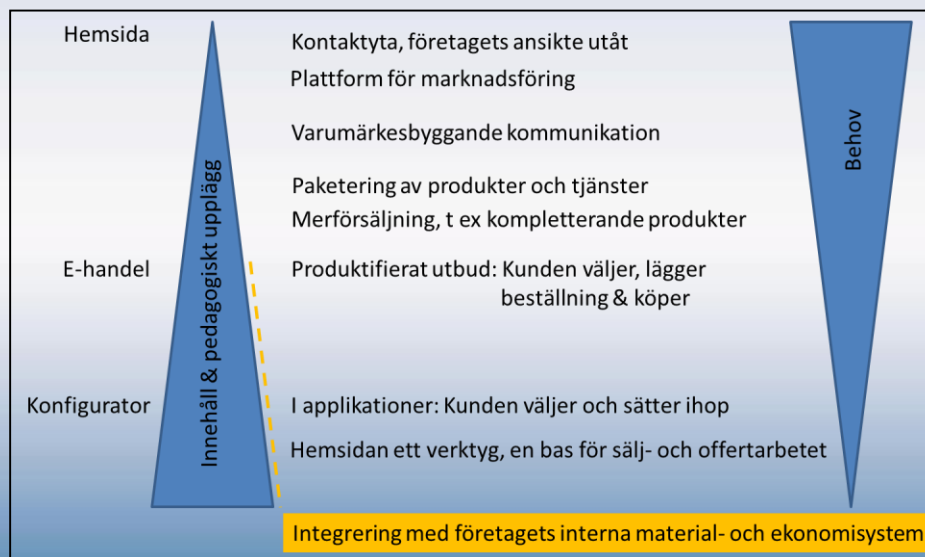 Hemsida
Kontaktyta, företagets ansikte utåt
Plattform för marknadsföring
Varumärkesbyggande kommunikation
Paketering av produkter och tjänster
Merförsäljning, t ex kompletterande produkter
E-handel
Produktifierat utbud: Kunden väljer, lägger
beställning & köper
Konfigurator
I applikationer: Kunden väljer och sätter ihop
Hemsidan ett verktyg, en bas för sälj- och offertarbetet
Integrering med företagets interna material- och ekonomisystem
Innehåll & pedagogiskt upplägg
Behov